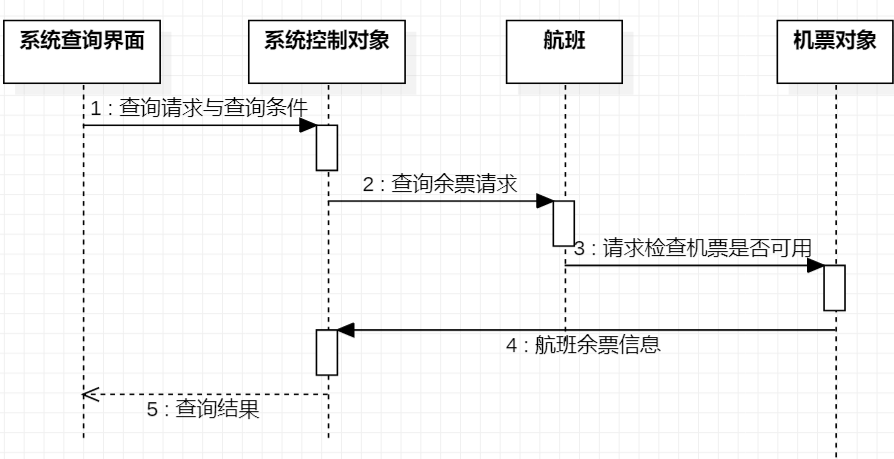 系统查询界面
系统控制对象
航班
机票对象
1 : 查询请求与查询条件
2 : 查询余票请求
3 : 请求检查机票是否可用
4 : 航班余票信息
5 : 查询结果